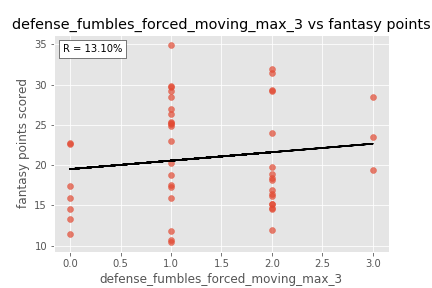 defense_fumbles_forced_moving_max_3 vs fantasy points
R = 13.10%
35
30
25
20
15
10
fantasy points scored
0.0 0.5 1.0 1.5 2.0 2.5 3.0
defense_fumbles_forced_moving_max_3